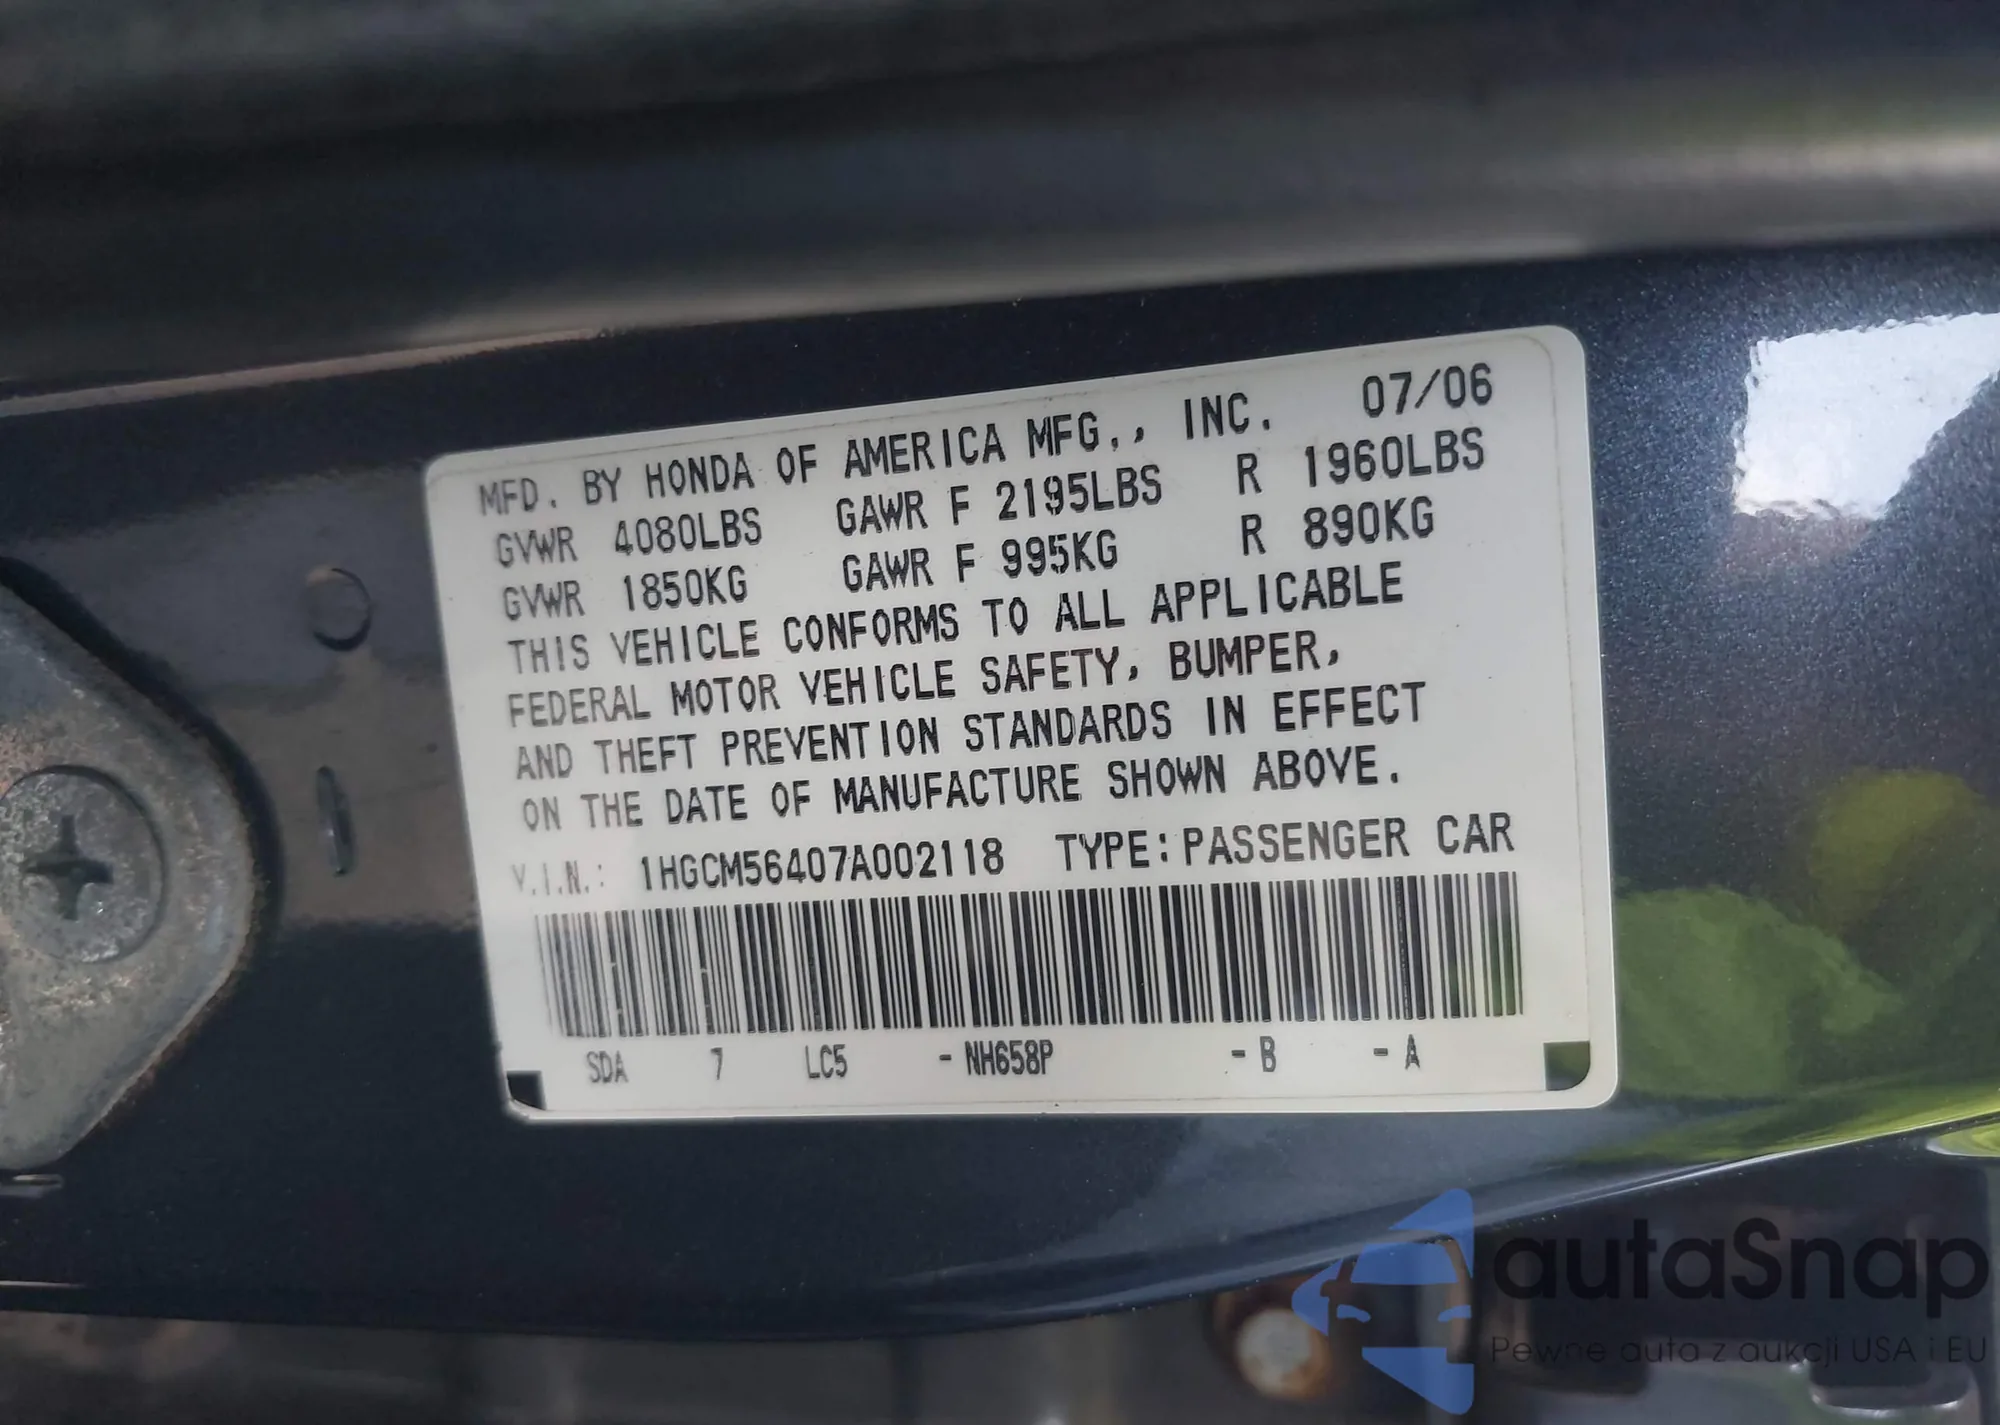 MFD. BY HONDA OF AMERICA MFG., INC. 07/06
GVWR 4080LBS GAWR F 2195LBS R 1960LBS
GVWR 1850KG GAWR F 995KG R 890KG
THIS VEHICLE CONFORMS TO ALL APPLICABLE
FEDERAL MOTOR VEHICLE SAFETY, BUMPER,
AND THEFT PREVENTION STANDARDS IN EFFECT
ON THE DATE OF MANUFACTURE SHOWN ABOVE.
V.I.N.: 1HGCM56407A002118 TYPE: PASSENGER CAR
SDA 7 LC5 - NH658P - B - A
autaSnap
Pewne auta z aukcji USA i EU